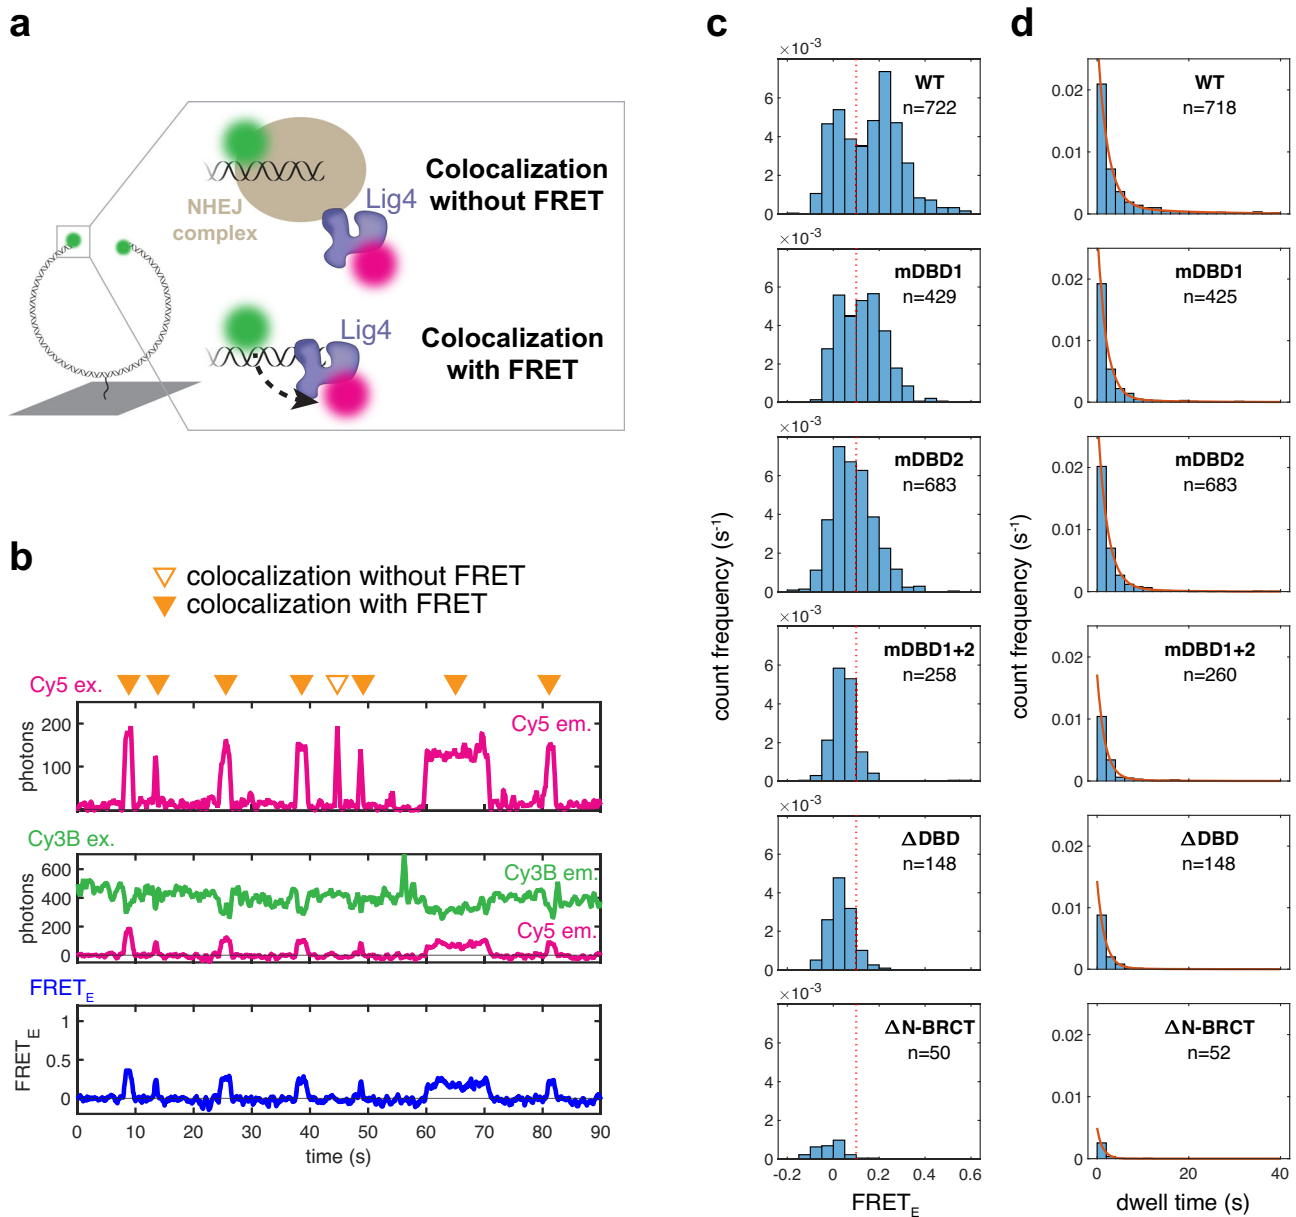 a
NHEJ
complex
Lig4
Colocalization
without FRET
Lig4
Colocalization
with FRET
b
colocalization without FRET
colocalization with FRET
Cy5 ex.
Cy5 em.
photons
200
100
Cy3B ex.
Cy3B em.
Cy5 em.
photons
600
400
200
0
FRET_E
FRET_E
1
0.5
0
0 10 20 30 40 50 60 70 80 90
time (s)
c
count frequency (s⁻¹)
×10⁻³
6
4
2
0
WT
n=722
6
4
2
0
mDBD1
n=429
×10⁻³
6
4
2
0
mDBD2
n=683
×10⁻³
6
4
2
0
mDBD1+2
n=258
×10⁻³
6
4
2
0
ΔDBD
n=148
×10⁻³
6
4
2
0
ΔN-BRCT
n=50
-0.2 0 0.2 0.4 0.6
FRET_E
d
count frequency (s⁻¹)
0.02
0.01
0
WT
n=718
0.02
0.01
0
mDBD1
n=425
0.02
0.01
0
mDBD2
n=683
0.02
0.01
0
mDBD1+2
n=260
0.02
0.01
0
ΔDBD
n=148
0.02
0.01
0
ΔN-BRCT
n=52
0 20 40
dwell time (s)